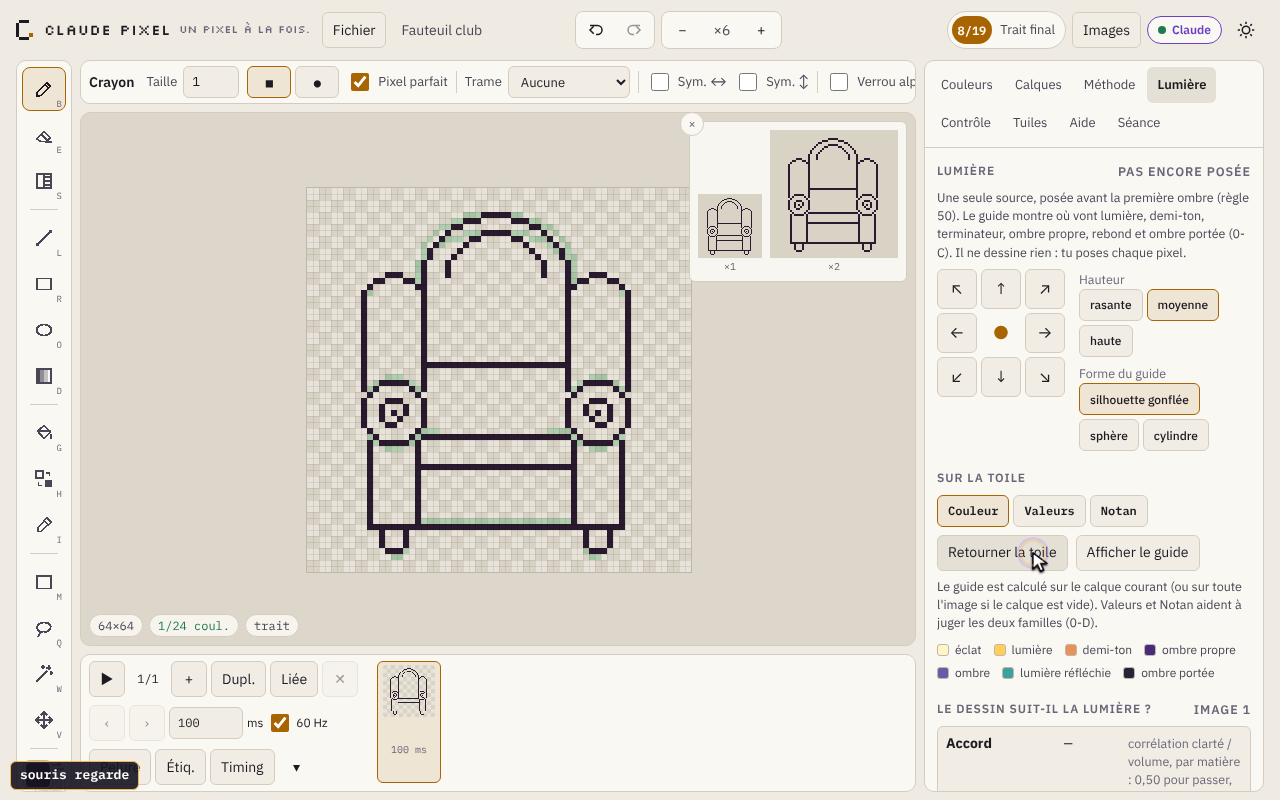 CLAUDE PIXEL UN PIXEL À LA FOIS. Fichier Fauteuil club − ×6 + 8/19 Trait final Images Claude
Crayon Taille 1 Pixel parfait Trame Aucune Sym. ↔ Sym. ↕ Verrou alp
B
E
S
L
R
O
D
G
H
I
M
Q
W
V
×
×1 ×2
64×64 1/24 coul. trait
1/1 + Dupl. Liée ×
‹ › 100 ms 60 Hz
Étiq. Timing ▼
100 ms
souris regarde
Couleurs Calques Méthode Lumière
Contrôle Tuiles Aide Séance
LUMIÈRE PAS ENCORE POSÉE
Une seule source, posée avant la première ombre (règle
50). Le guide montre où vont lumière, demi-ton,
terminateur, ombre propre, rebond et ombre portée (0-
C). Il ne dessine rien : tu poses chaque pixel.
↖ ↑ ↗
← →
↙ ↓ ↘
Hauteur
rasante moyenne
haute
Forme du guide
silhouette gonflée
sphère cylindre
SUR LA TOILE
Couleur Valeurs Notan
Retourner la toile Afficher le guide
Le guide est calculé sur le calque courant (ou sur toute
l'image si le calque est vide). Valeurs et Notan aident à
juger les deux familles (0-D).
éclat lumière demi-ton ombre propre
ombre lumière réfléchie ombre portée
LE DESSIN SUIT-IL LA LUMIÈRE ? IMAGE 1
Accord — corrélation clarté /
volume, par matière
: 0,50 pour passer,